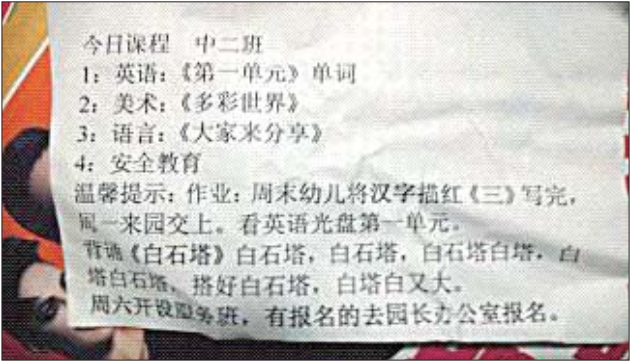 今日课程　中二班
1：英语：《第一单元》单词
2：美术：《多彩世界》
3：语言：《大家来分享》
4：安全教育
温馨提示：作业：周末幼儿将汉字描红《三》写完，
周一来园交上。看英语光盘第一单元。
背诵《白石塔》白石塔，白石塔，白石塔白塔，白
塔白石塔，搭好白石塔，白塔白又大。
周六开设服务班，有报名的去园长办公室报名。